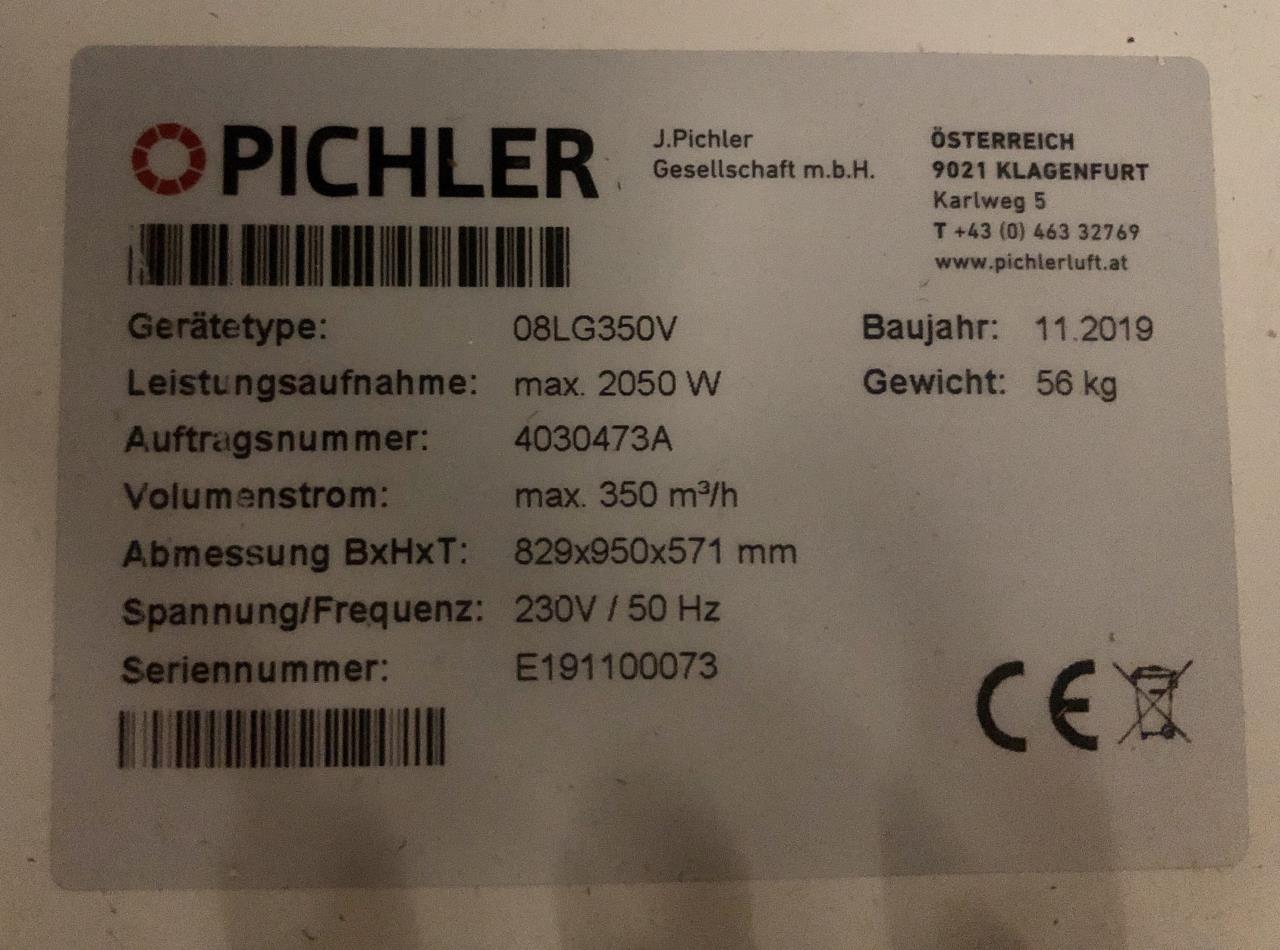 PICHLER
J.Pichler
Gesellschaft m.b.H.
ÖSTERREICH
9021 KLAGENFURT
Karlweg 5
T +43 (0) 463 32769
www.pichlerluft.at
Gerätetype: 08LG350V Baujahr: 11.2019
Leistungsaufnahme: max. 2050 W Gewicht: 56 kg
Auftragsnummer: 4030473A
Volumenstrom: max. 350 m³/h
Abmessung BxHxT: 829x950x571 mm
Spannung/Frequenz: 230V / 50 Hz
Seriennummer: E191100073
CE